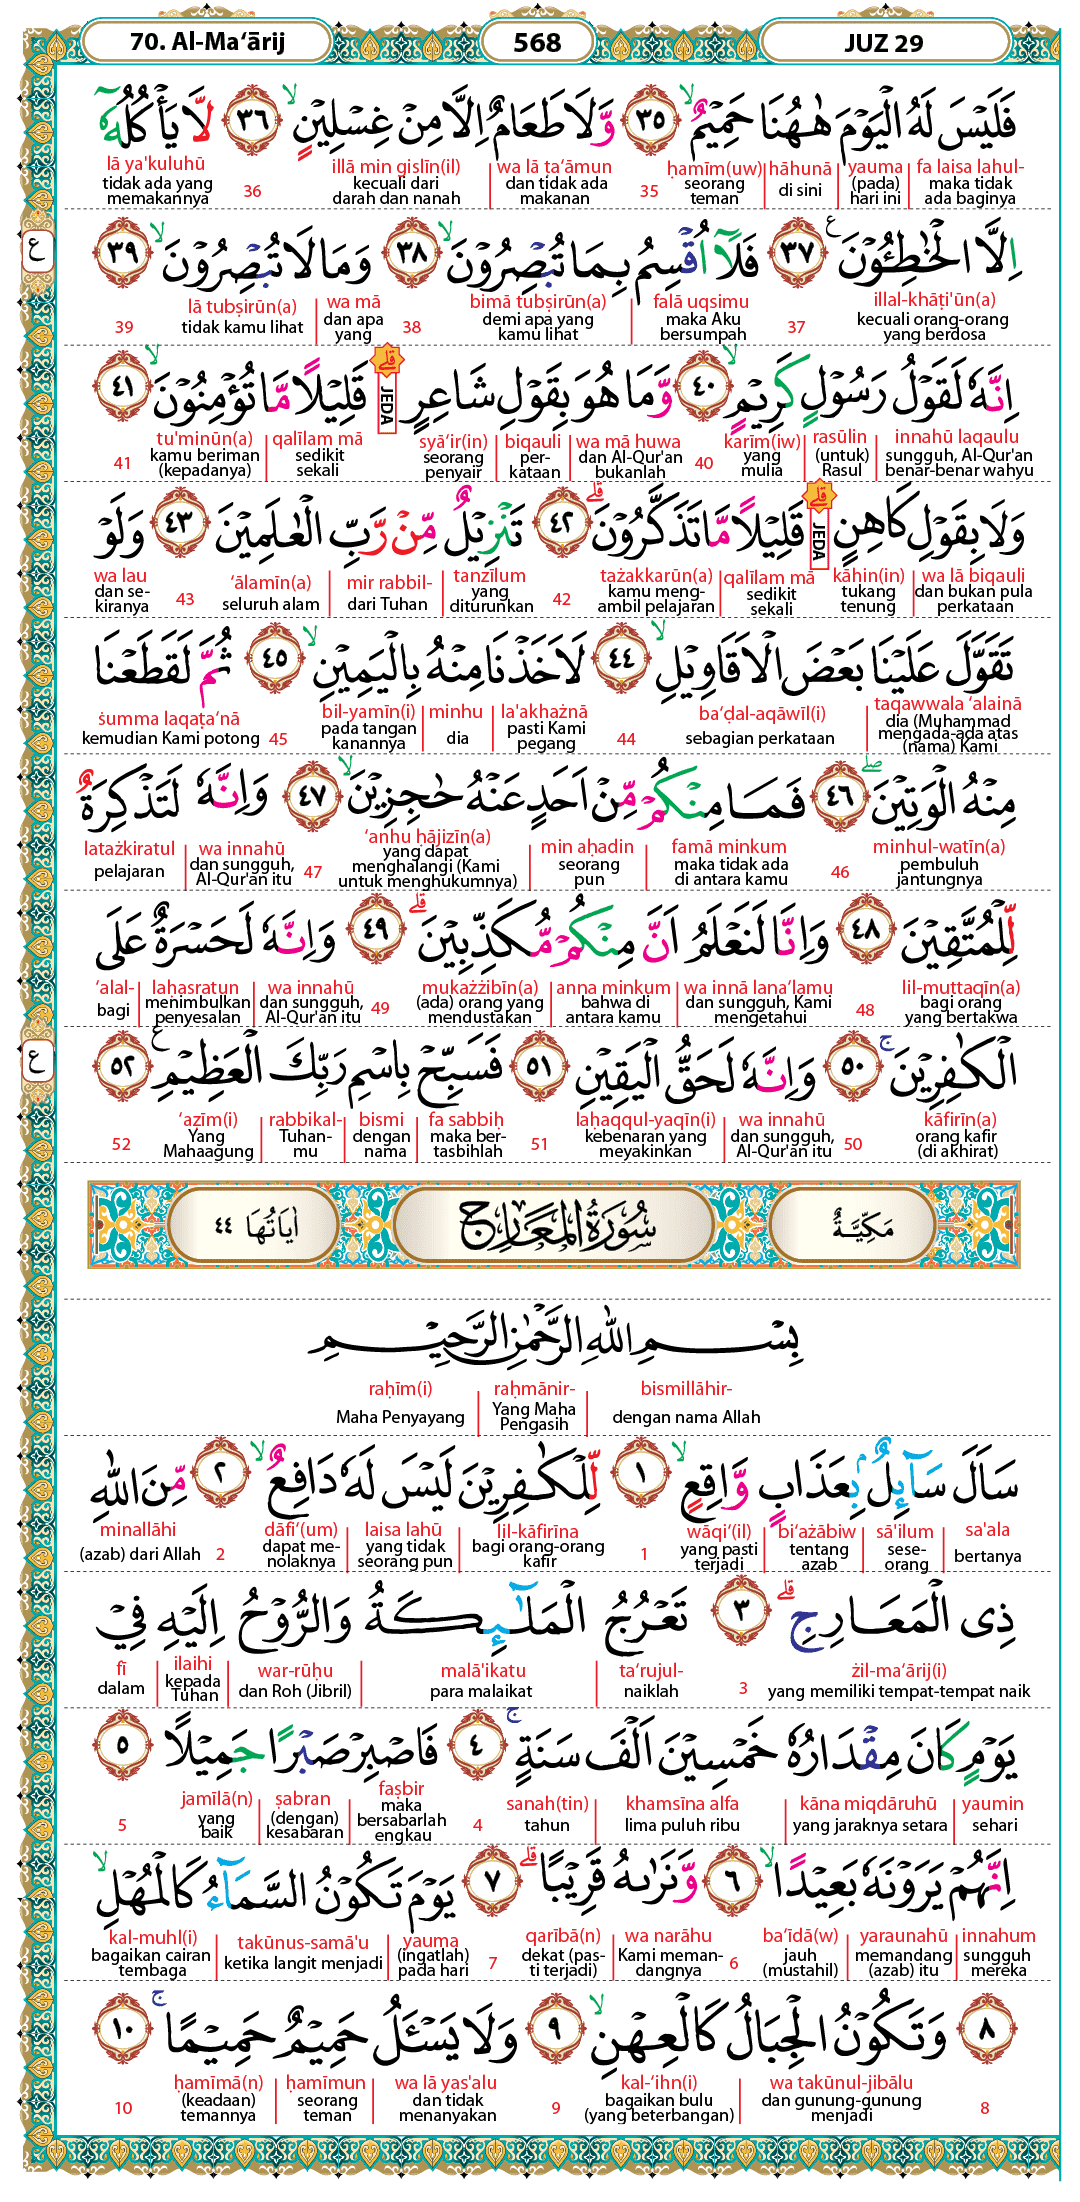 70. Al-Ma‘ārij 568 JUZ 29
فَلَيْسَ لَهُ الْيَوْمَ هٰهُنَا حَمِيْمٌ ۙ ٣٥ وَّلَا طَعَامٌ اِلَّا مِنْ غِسْلِيْنٍ ۙ ٣٦ لَّا يَأْكُلُهٗٓ
fa laisa lahul- yauma hāhunā ḥamīm(uw) 35 wa lā ṭa‘āmun illā min gislīn(il) 36 lā ya'kuluhū
maka tidak ada baginya (pada) hari ini di sini seorang teman dan tidak ada makanan kecuali dari darah dan nanah tidak ada yang memakannya
ع
اِلَّا الْخٰطِـُٔوْنَ ࣖ ٣٧ فَلَآ اُقْسِمُ بِمَا تُبْصِرُوْنَ ۙ ٣٨ وَمَا لَا تُبْصِرُوْنَ ۙ ٣٩
illal-khāṭi'ūn(a) 37 falā uqsimu bimā tubṣirūn(a) 38 wa mā lā tubṣirūn(a) 39
kecuali orang-orang yang berdosa maka Aku bersumpah demi apa yang kamu lihat dan apa yang tidak kamu lihat
اِنَّهٗ لَقَوْلُ رَسُوْلٍ كَرِيْمٍ ۙ ٤٠ وَّمَا هُوَ بِقَوْلِ شَاعِرٍ ۗ JEDA قَلِيْلًا مَّا تُؤْمِنُوْنَ ۙ ٤١
innahū laqaulu rasūlin karīm(iw) 40 wa mā huwa biqauli syā‘ir(in) qalīlam mā tu'minūn(a) 41
sungguh, Al-Qur'an benar-benar wahyu (untuk) Rasul yang mulia dan Al-Qur'an bukanlah per-kataan seorang penyair sedikit sekali kamu beriman (kepadanya)
وَلَا بِقَوْلِ كَاهِنٍ ۗ JEDA قَلِيْلًا مَّا تَذَكَّرُوْنَ ۗ ٤٢ تَنْزِيْلٌ مِّنْ رَّبِّ الْعٰلَمِيْنَ ٤٣ وَلَوْ
wa lā biqauli kāhin(in) qalīlam mā tażakkarūn(a) 42 tanzīlum mir rabbil- ‘ālamīn(a) 43 wa lau
dan bukan pula perkataan tukang tenung sedikit sekali kamu meng-ambil pelajaran yang diturunkan dari Tuhan seluruh alam dan se-kiranya
تَقَوَّلَ عَلَيْنَا بَعْضَ الْاَقَاوِيْلِ ۙ ٤٤ لَاَخَذْنَا مِنْهُ بِالْيَمِيْنِ ۙ ٤٥ ثُمَّ لَقَطَعْنَا
taqawwala ‘alainā ba‘ḍal-aqāwīl(i) 44 la'akhażnā minhu bil-yamīn(i) 45 ṡumma laqaṭa‘nā
dia (Muhammad mengada-ada atas (nama) Kami sebagian perkataan pasti Kami pegang dia pada tangan kanannya kemudian Kami potong
مِنْهُ الْوَتِيْنَ ۖ ٤٦ فَمَا مِنْكُمْ مِّنْ اَحَدٍ عَنْهُ حٰجِزِيْنَ ۙ ٤٧ وَاِنَّهٗ لَتَذْكِرَةٌ
minhul-watīn(a) 46 famā minkum min aḥadin ‘anhu ḥājizīn(a) 47 wa innahū latażkiratul
pembuluh jantungnya maka tidak ada di antara kamu seorang pun yang dapat menghalangi (Kami untuk menghukumnya) dan sungguh, Al-Qur'an itu pelajaran
لِّلْمُتَّقِيْنَ ٤٨ وَاِنَّا لَنَعْلَمُ اَنَّ مِنْكُمْ مُّكَذِّبِيْنَ ۗ ٤٩ وَاِنَّهٗ لَحَسْرَةٌ عَلَى
lil-muttaqīn(a) 48 wa innā lana‘lamu anna minkum mukażżibīn(a) 49 wa innahū laḥasratun ‘alal-
bagi orang yang bertakwa dan sungguh, Kami mengetahui bahwa di antara kamu (ada) orang yang mendustakan dan sungguh, Al-Qur'an itu menimbulkan penyesalan bagi
ع
الْكٰفِرِيْنَ ۚ ٥٠ وَاِنَّهٗ لَحَقُّ الْيَقِيْنِ ٥١ فَسَبِّحْ بِاسْمِ رَبِّكَ الْعَظِيْمِ ࣖ ٥٢
kāfirīn(a) 50 wa innahū laḥaqqul-yaqīn(i) 51 fa sabbiḥ bismi rabbikal- ‘aẓīm(i) 52
orang kafir (di akhirat) dan sungguh, Al-Qur'an itu kebenaran yang meyakinkan maka ber-tasbihlah dengan nama Tuhan-mu Yang Mahaagung
مَكِّيَّةٌ سُوْرَةُ الْمَعَارِج اٰيَاتُهَا ٤٤
بِسْمِ اللّٰهِ الرَّحْمٰنِ الرَّحِيْمِ
bismillāhir- raḥmānir- raḥīm(i)
dengan nama Allah Yang Maha Pengasih Maha Penyayang
سَاَلَ سَاۤىِٕلٌۢ بِعَذَابٍ وَّاقِعٍ ۙ ١ لِّلْكٰفِرِيْنَ لَيْسَ لَهٗ دَافِعٌ ۙ ٢ مِّنَ اللّٰهِ
sa'ala sā'ilum bi‘ażābiw wāqi‘(il) 1 lil-kāfirīna laisa lahū dāfi‘(um) 2 minallāhi
bertanya sese-orang tentang azab yang pasti terjadi bagi orang-orang kafir yang tidak seorang pun dapat me-nolaknya (azab) dari Allah
ذِى الْمَعَارِجِ ۗ ٣ تَعْرُجُ الْمَلٰۤىِٕكَةُ وَالرُّوْحُ اِلَيْهِ فِيْ
żil-ma‘ārij(i) 3 ta‘rujul- malā'ikatu war-rūḥu ilaihi fī
yang memiliki tempat-tempat naik naiklah para malaikat dan Roh (Jibril) kepada Tuhan dalam
يَوْمٍ كَانَ مِقْدَارُهٗ خَمْسِيْنَ اَلْفَ سَنَةٍ ۚ ٤ فَاصْبِرْ صَبْرًا جَمِيْلًا ٥
yaumin kāna miqdāruhū khamsīna alfa sanah(tin) 4 faṣbir ṣabran jamīlā(n) 5
sehari yang jaraknya setara lima puluh ribu tahun maka bersabarlah engkau (dengan) kesabaran yang baik
اِنَّهُمْ يَرَوْنَهٗ بَعِيْدًا ۙ ٦ وَّنَرٰىهُ قَرِيْبًا ۗ ٧ يَوْمَ تَكُوْنُ السَّمَاۤءُ كَالْمُهْلِ ۙ
innahum yaraunahū ba‘īdā(w) 6 wa narāhu qarībā(n) 7 yauma takūnus-samā'u kal-muhl(i)
sungguh mereka memandang (azab) itu jauh (mustahil) Kami meman-dangnya dekat (pas-ti terjadi) (ingatlah) pada hari ketika langit menjadi bagaikan cairan tembaga
٨ وَتَكُوْنُ الْجِبَالُ كَالْعِهْنِ ۙ ٩ وَلَا يَسْـَٔلُ حَمِيْمٌ حَمِيْمًا ۚ ١٠
8 wa takūnul-jibālu kal-‘ihn(i) 9 wa lā yas'alu ḥamīmun ḥamīmā(n) 10
dan gunung-gunung menjadi bagaikan bulu (yang beterbangan) dan tidak menanyakan seorang teman (keadaan) temannya